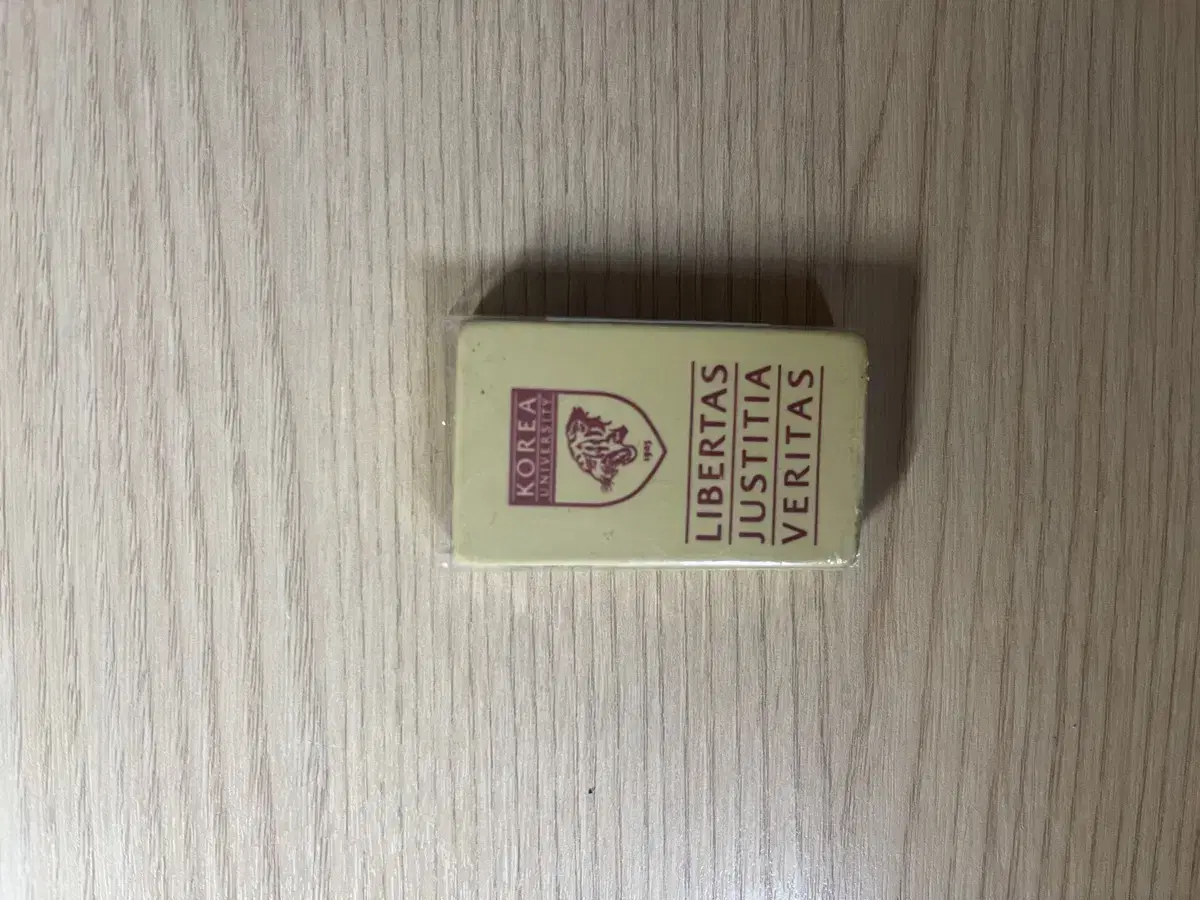 KOREA
UNIVERSITY
1905
LIBERTAS
JUSTITIA
VERITAS